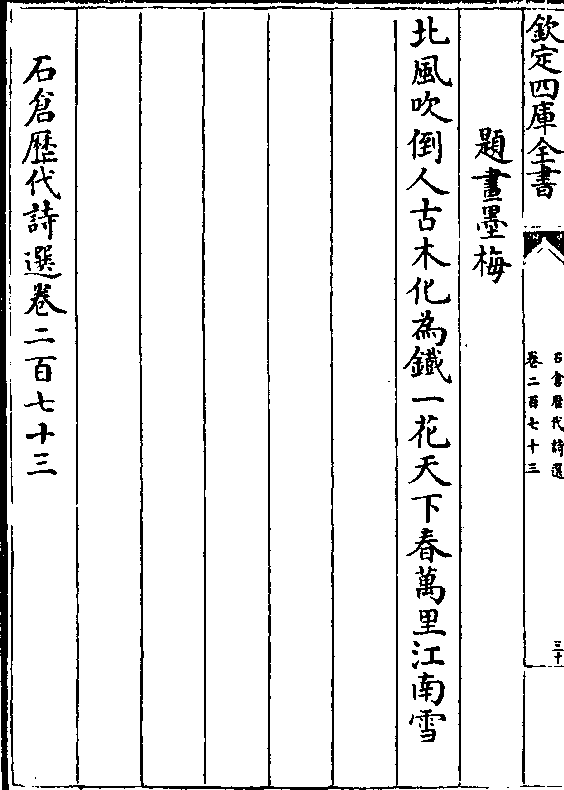 欽定四庫全書
石倉歷代詩選
卷二百七十三
三十
題畫墨梅
北風吹倒人古木化為鐵一花天下春萬里江南雪
石倉歷代詩選卷二百七十三